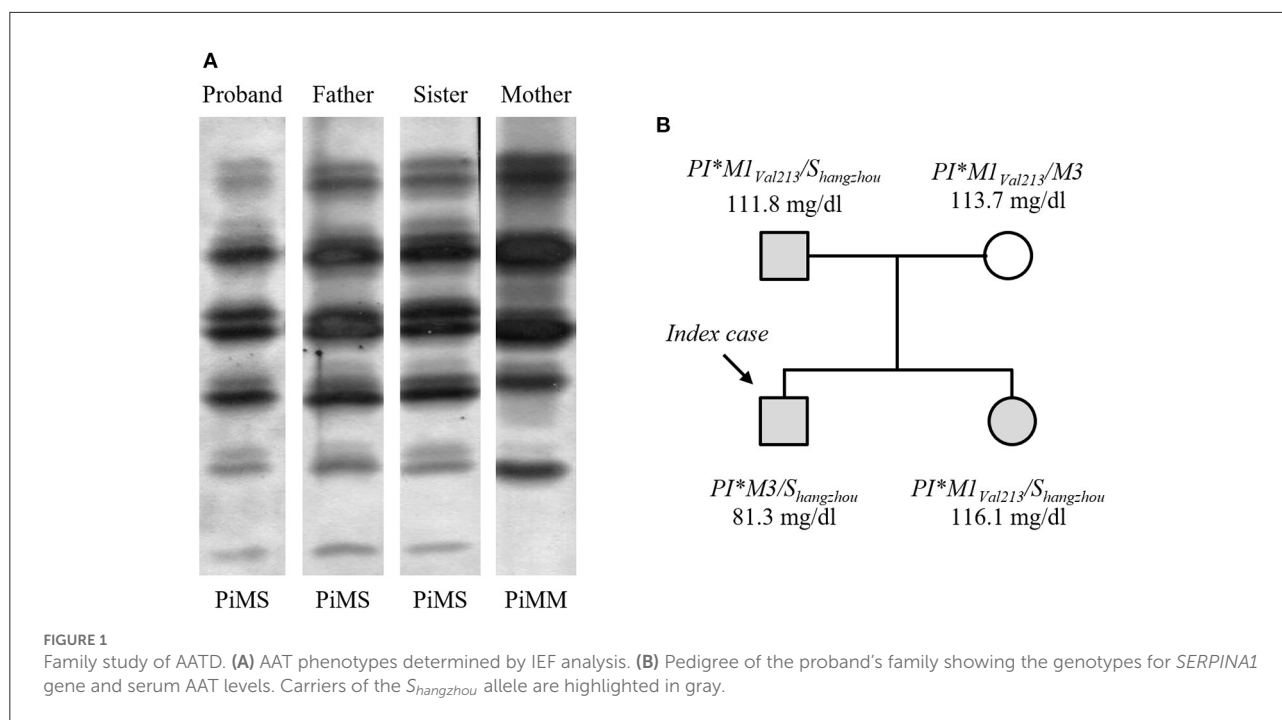 A
Proband Father Sister Mother
PiMS PiMS PiMS PiMM
B
PI*M1Val213/Shangzhou PI*M1Val213/M3
111.8 mg/dl 113.7 mg/dl
Index case
PI*M3/Shangzhou PI*M1Val213/Shangzhou
81.3 mg/dl 116.1 mg/dl
FIGURE 1
Family study of AATD. (A) AAT phenotypes determined by IEF analysis. (B) Pedigree of the proband’s family showing the genotypes for SERPINA1
gene and serum AAT levels. Carriers of the Shangzhou allele are highlighted in gray.